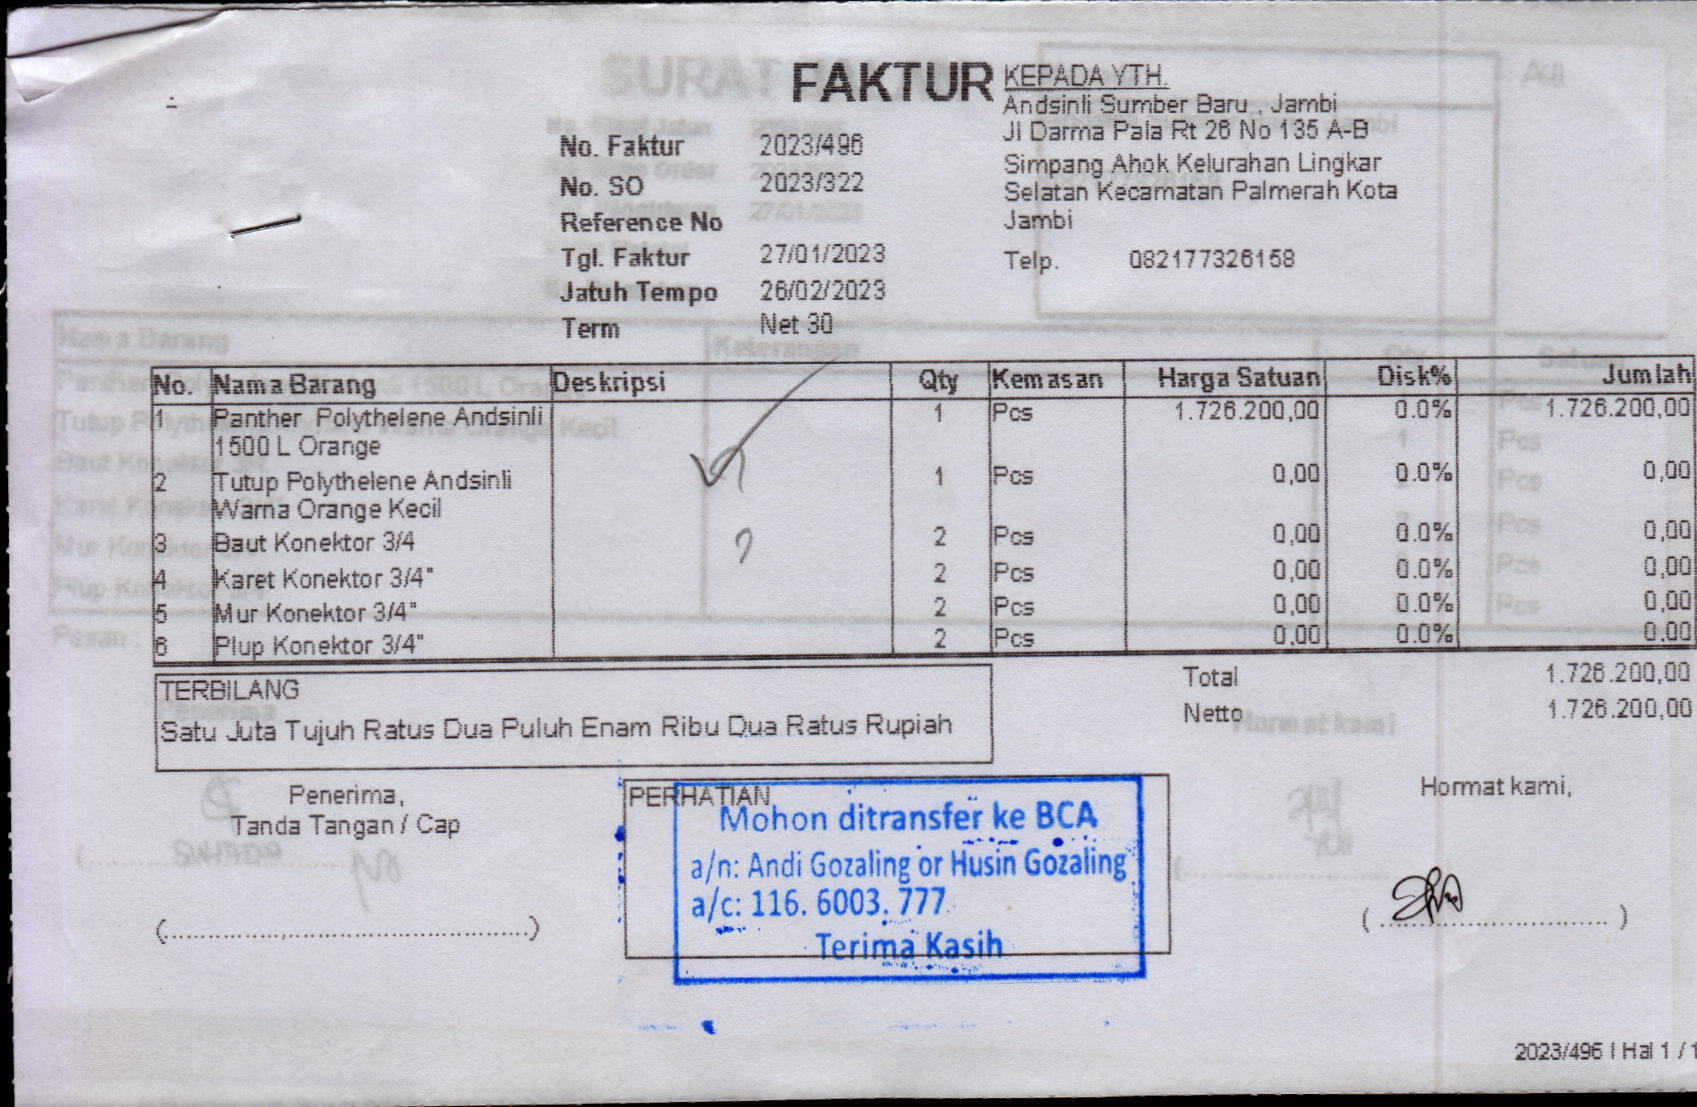 FAKTUR
No. Faktur 2023/496
No. SO 2023/322
Reference No
Tgl. Faktur 27/01/2023
Jatuh Tempo 26/02/2023
Term Net 30
KEPADA YTH.
Andsinli Sumber Baru , Jambi
Jl Darma Pala Rt 26 No 135 A-B
Simpang Ahok Kelurahan Lingkar
Selatan Kecamatan Palmerah Kota
Jambi
Telp. 082177326158
No. Nama Barang Deskripsi Qty Kemasan Harga Satuan Disk% Jumlah
1 Panther Polythelene Andsinli 1 Pcs 1.726.200,00 0.0% 1.726.200,00
1500 L Orange
2 Tutup Polythelene Andsinli 1 Pcs 0,00 0.0% 0,00
Warna Orange Kecil
3 Baut Konektor 3/4 2 Pcs 0,00 0.0% 0,00
4 Karet Konektor 3/4" 2 Pcs 0,00 0.0% 0,00
5 Mur Konektor 3/4" 2 Pcs 0,00 0.0% 0,00
6 Plup Konektor 3/4" 2 Pcs 0,00 0.0% 0,00
Total 1.726.200,00
Netto 1.726.200,00
TERBILANG
Satu Juta Tujuh Ratus Dua Puluh Enam Ribu Dua Ratus Rupiah
Penerima,
Tanda Tangan / Cap
PERHATIAN
Mohon ditransfer ke BCA
a/n: Andi Gozaling or Husin Gozaling
a/c: 116. 6003. 777
Terima Kasih
Hormat kami,
2023/496 | Hal 1 / 1